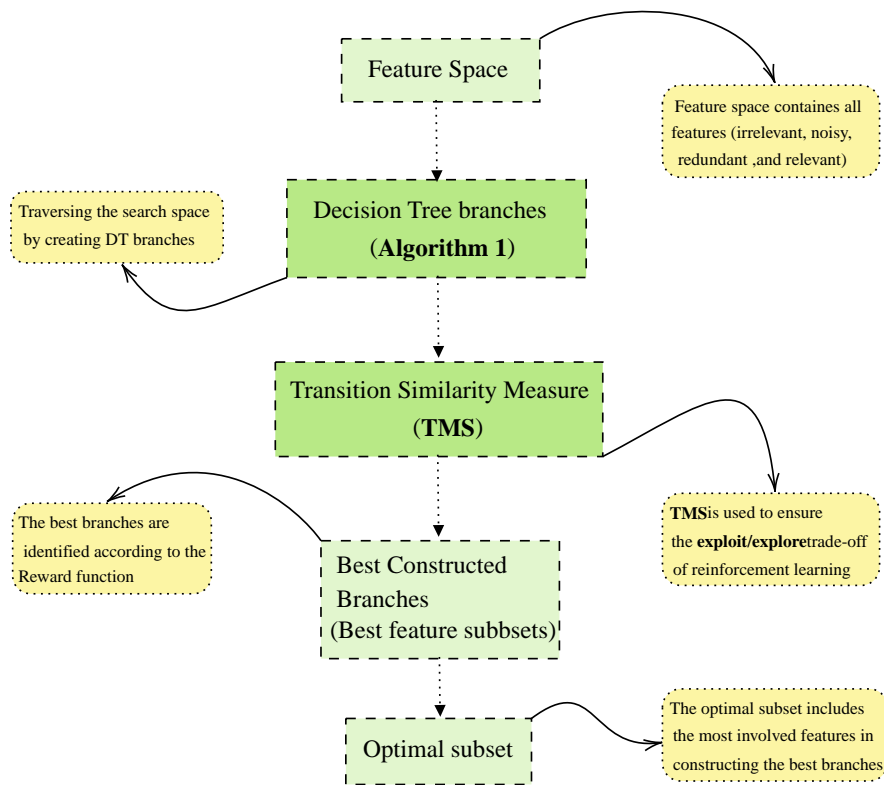 Feature Space
Feature space containes all
features (irrelevant, noisy,
redundant ,and relevant)
Decision Tree branches
(Algorithm 1)
Traversing the search space
by creating DT branches
Transition Similarity Measure
(TMS)
TMSis used to ensure
the exploit/exploretrade-off
of reinforcement learning
The best branches are
identified according to the
Reward function
Best Constructed
Branches
(Best feature subbsets)
Optimal subset
The optimal subset includes
the most involved features in
constructing the best branches